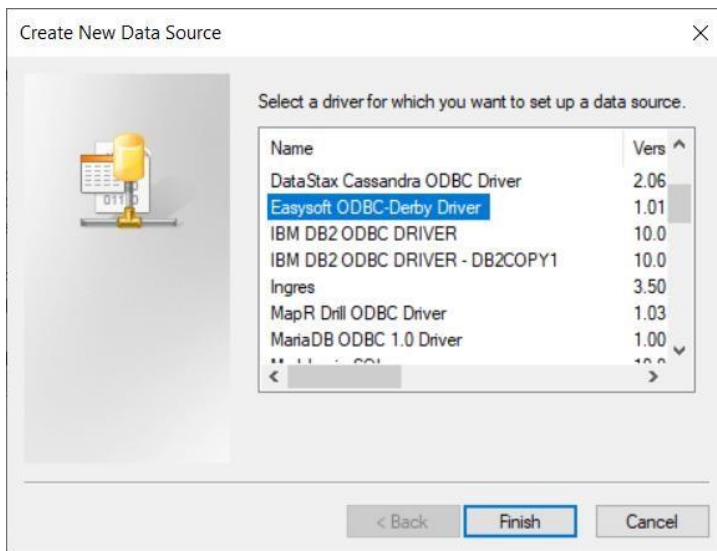 Create New Data Source
Select a driver for which you want to set up a data source.
Name Vers
DataStax Cassandra ODBC Driver 2.06
Easysoft ODBC-Derby Driver 1.01
IBM DB2 ODBC DRIVER 10.0
IBM DB2 ODBC DRIVER - DB2COPY1 10.0
Ingres 3.50
MapR Drill ODBC Driver 1.03
MariaDB ODBC 1.0 Driver 1.00
< Back Finish Cancel